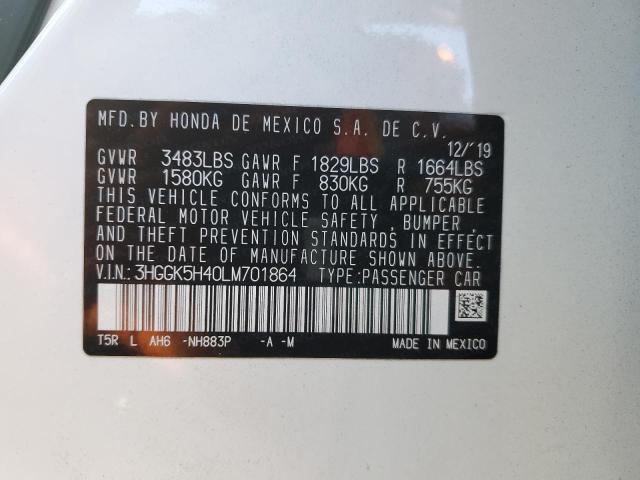 MFD.BY HONDA DE MEXICO S.A. DE C.V.
12/'19
GVWR 3483LBS GAWR F 1829LBS R 1664LBS
GVWR 1580KG GAWR F 830KG R 755KG
THIS VEHICLE CONFORMS TO ALL APPLICABLE
FEDERAL MOTOR VEHICLE SAFETY , BUMPER ,
AND THEFT PREVENTION STANDARDS IN EFFECT
ON THE DATE OF MANUFACTURE SHOWN ABOVE.
V.I.N.: 3HGGK5H40LM701864 TYPE:PASSENGER CAR
T5R L AH6 -NH883P -A -M MADE IN MEXICO